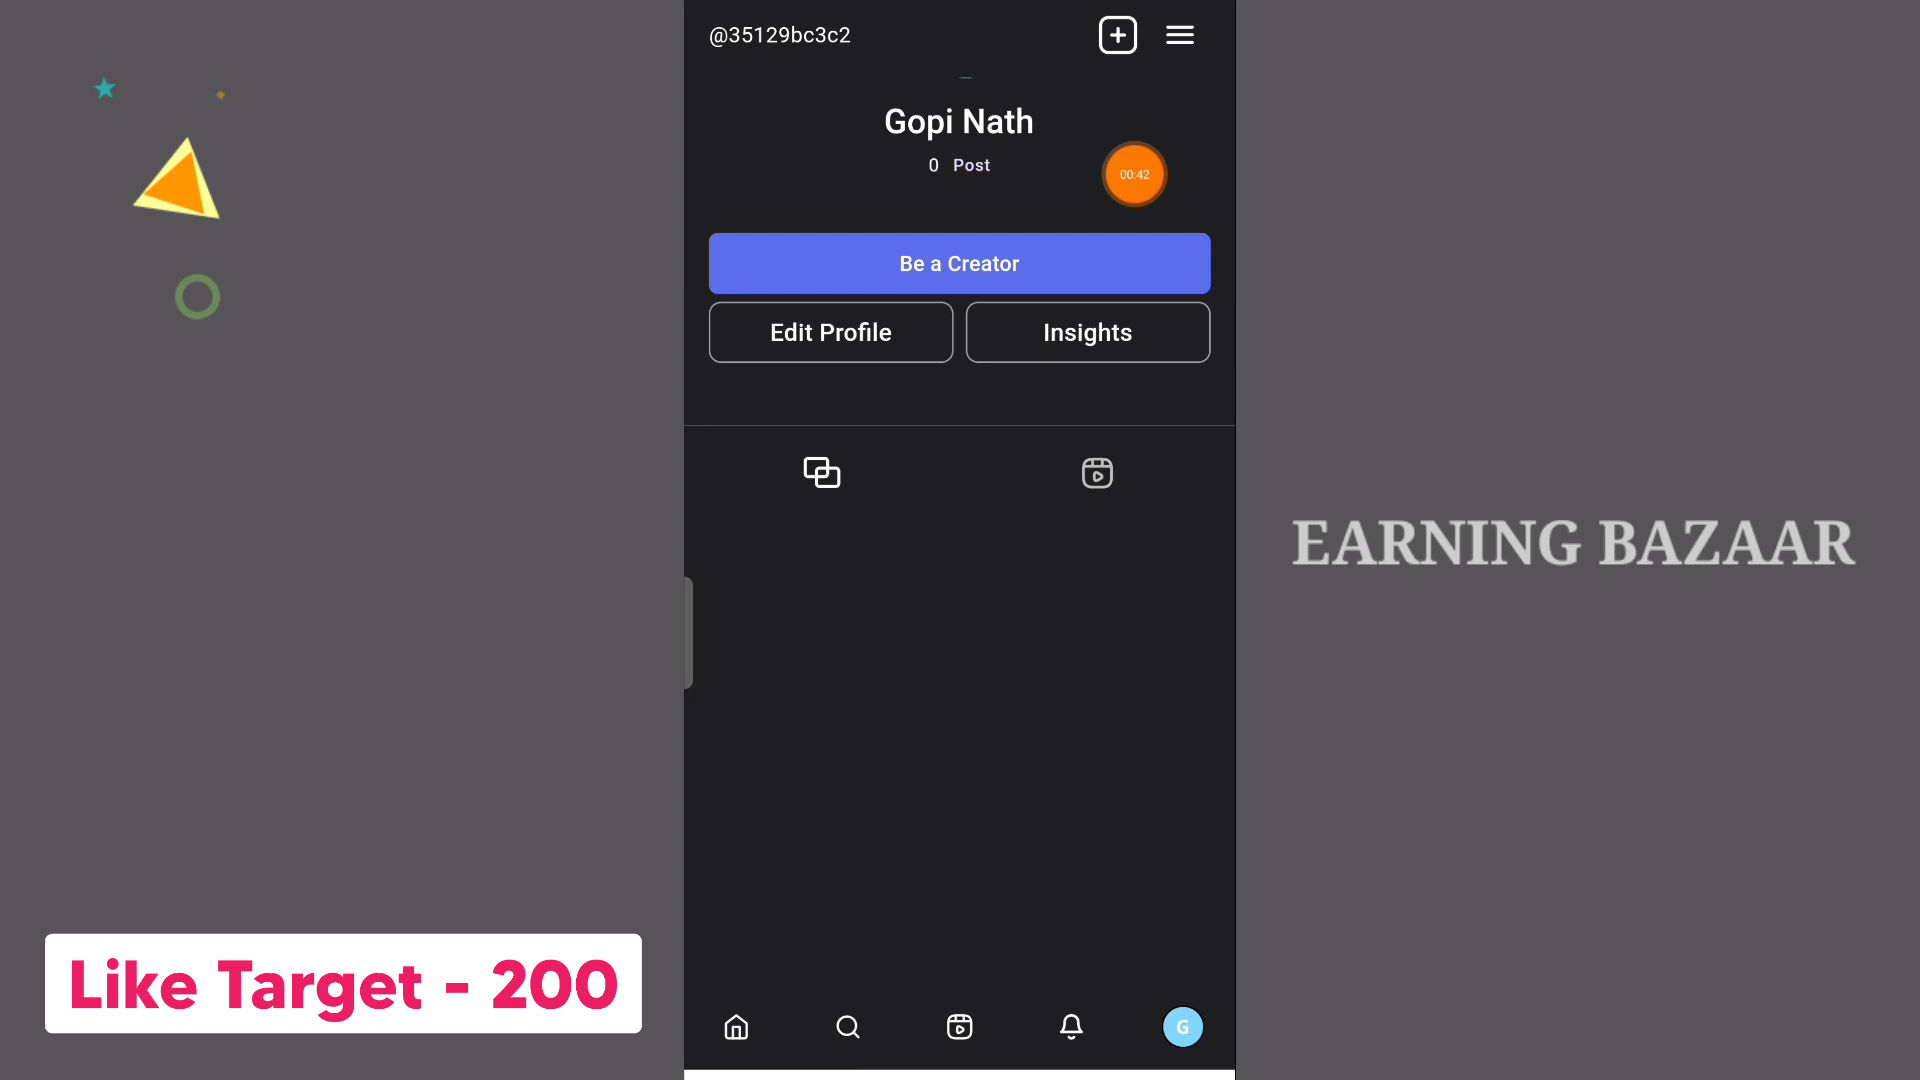 @35129bc3c2
Gopi Nath
0 Post
00:42
Be a Creator
Edit Profile
Insights
EARNING BAZAAR
Like Target - 200
G